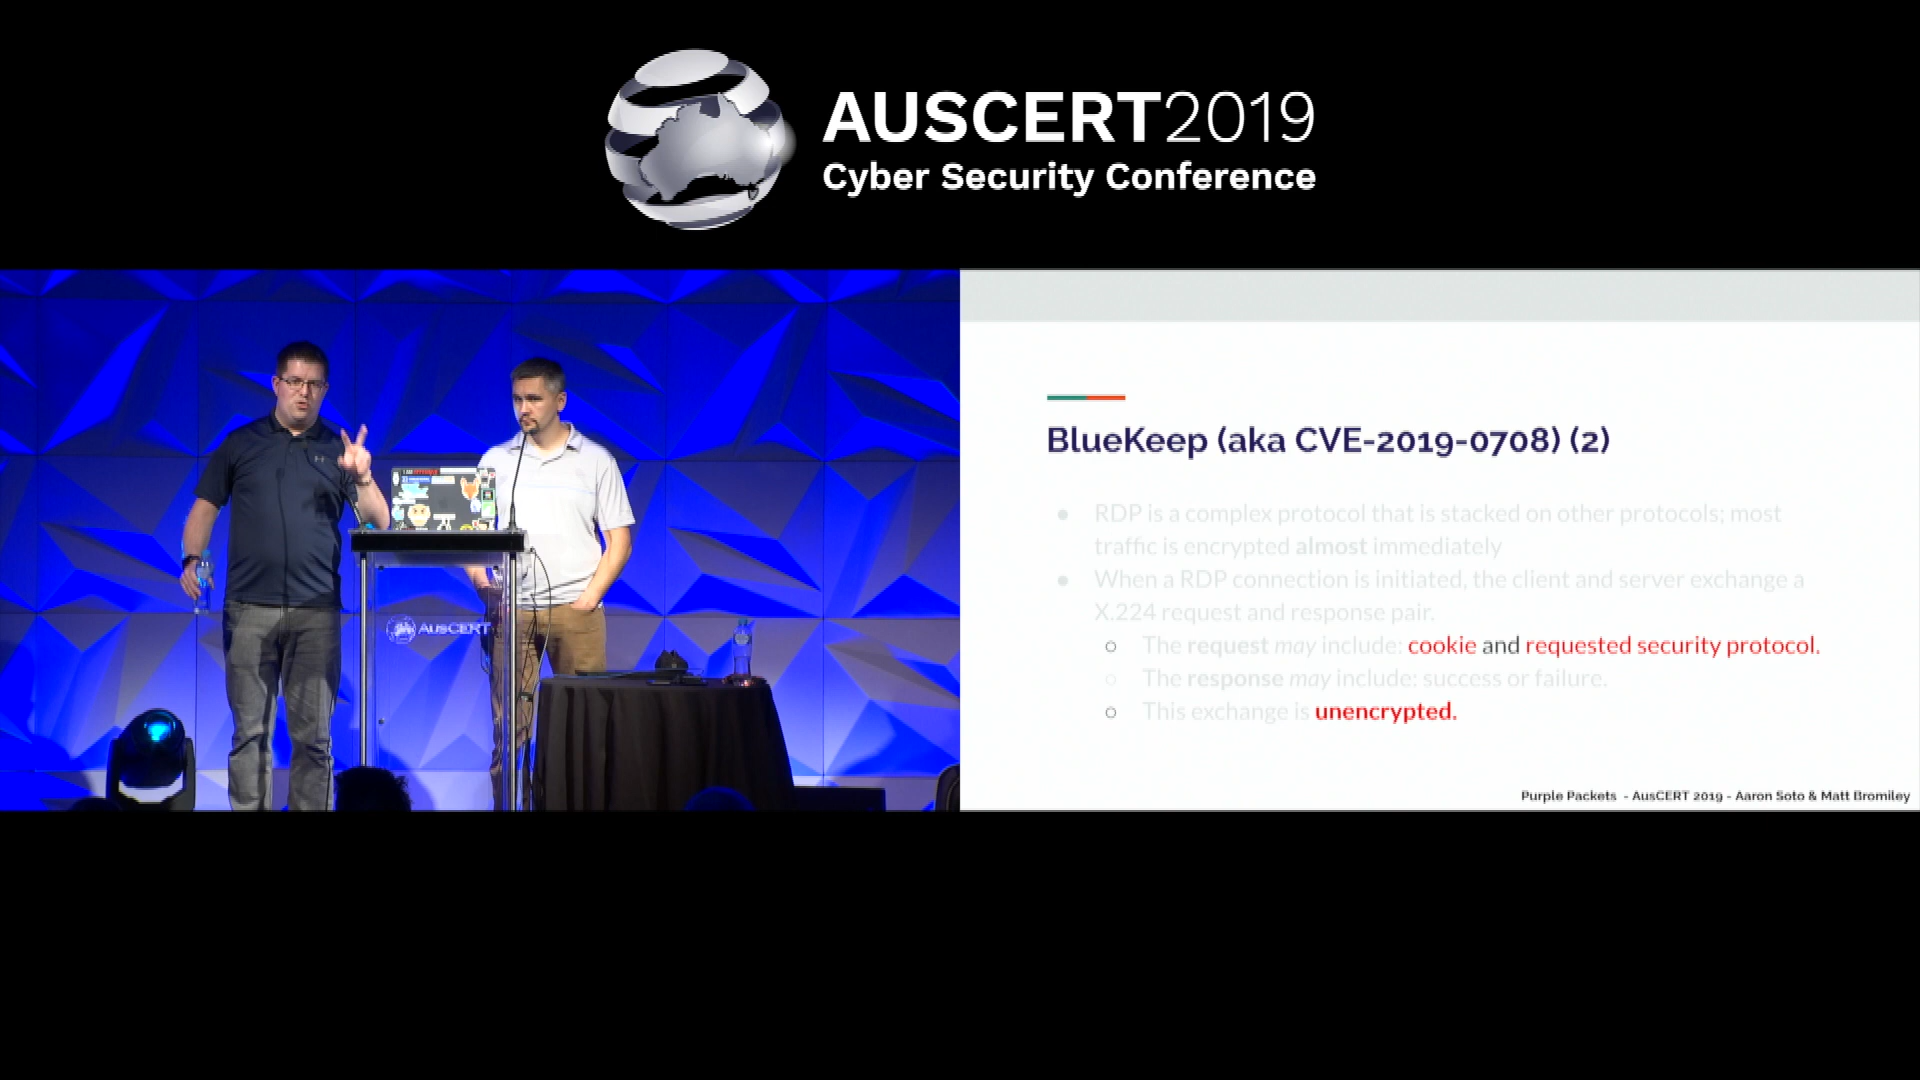 AUSCERT2019
Cyber Security Conference
AUSCERT
BlueKeep (aka CVE-2019-0708) (2)
● RDP is a complex protocol that is stacked on other protocols; most
traffic is encrypted almost immediately
● When a RDP connection is initiated, the client and server exchange a
X.224 request and response pair.
○ The request may include: cookie and requested security protocol.
○ The response may include: success or failure.
○ This exchange is unencrypted.
Purple Packets - AusCERT 2019 - Aaron Soto & Matt Bromiley